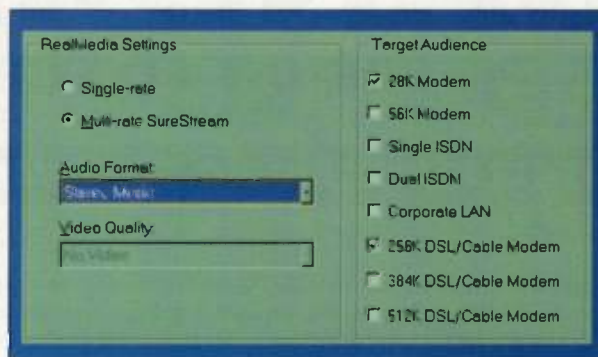 RealMedia Settings
Single-rate
Multi-rate SureStream
Audio Format:
Stereo, Music
Video Quality:
No Video
Target Audience
28K Modem
56K Modem
Single ISDN
Dual ISDN
Corporate LAN
256K DSL/Cable Modem
384K DSL/Cable Modem
512K DSL/Cable Modem